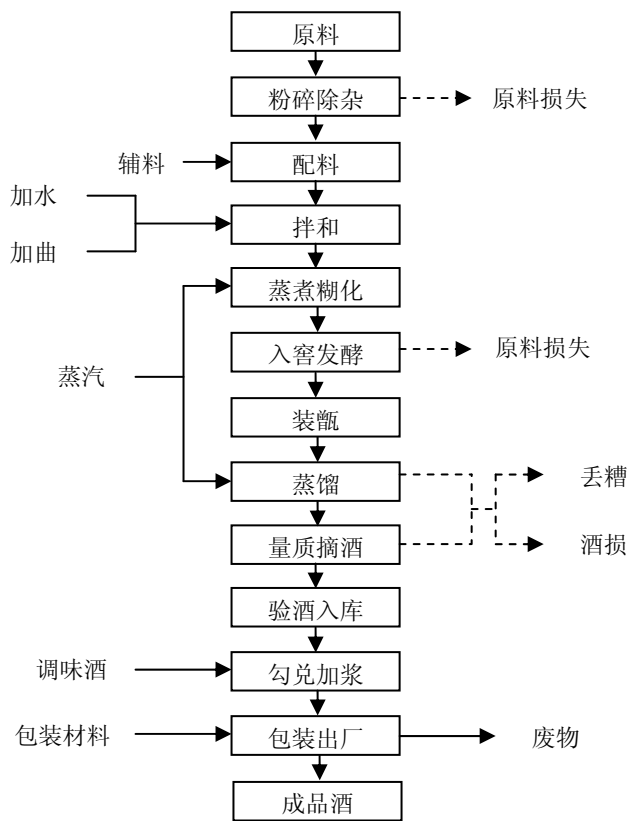 原料
粉碎除杂
原料损失
辅料
配料
加水
拌和
加曲
蒸煮糊化
入窖发酵
原料损失
蒸汽
装甑
蒸馏
丢糟
量质摘酒
酒损
验酒入库
调味酒
勾兑加浆
包装材料
包装出厂
废物
成品酒